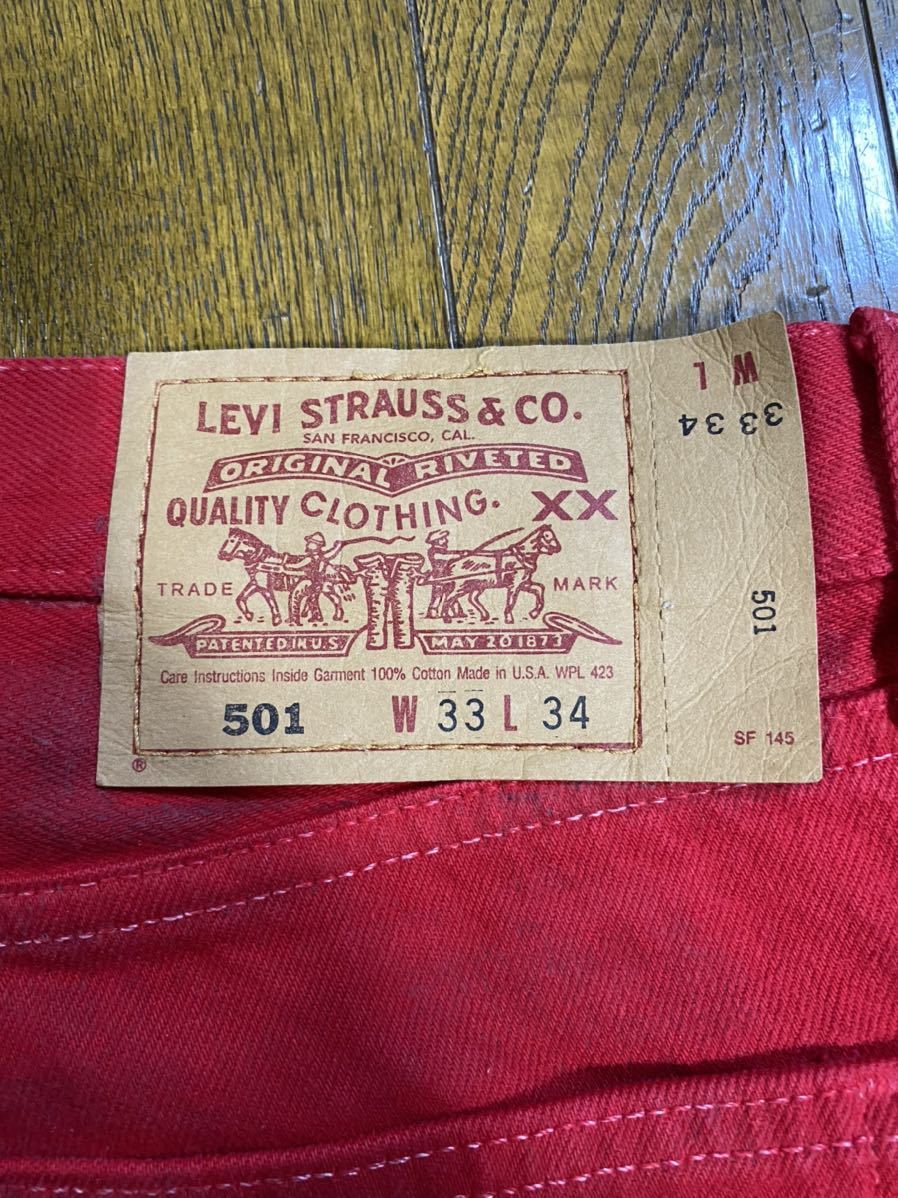 LEVI STRAUSS & CO.
SAN FRANCISCO, CAL.
ORIGINAL RIVETED
QUALITY CLOTHING. XX
TRADE MARK
PATENTED IN U.S. MAY 20 1873
Care Instructions Inside Garment 100% Cotton Made in U.S.A. WPL 423
501 W 33 L 34
®
W L
33 34
501
SF 145